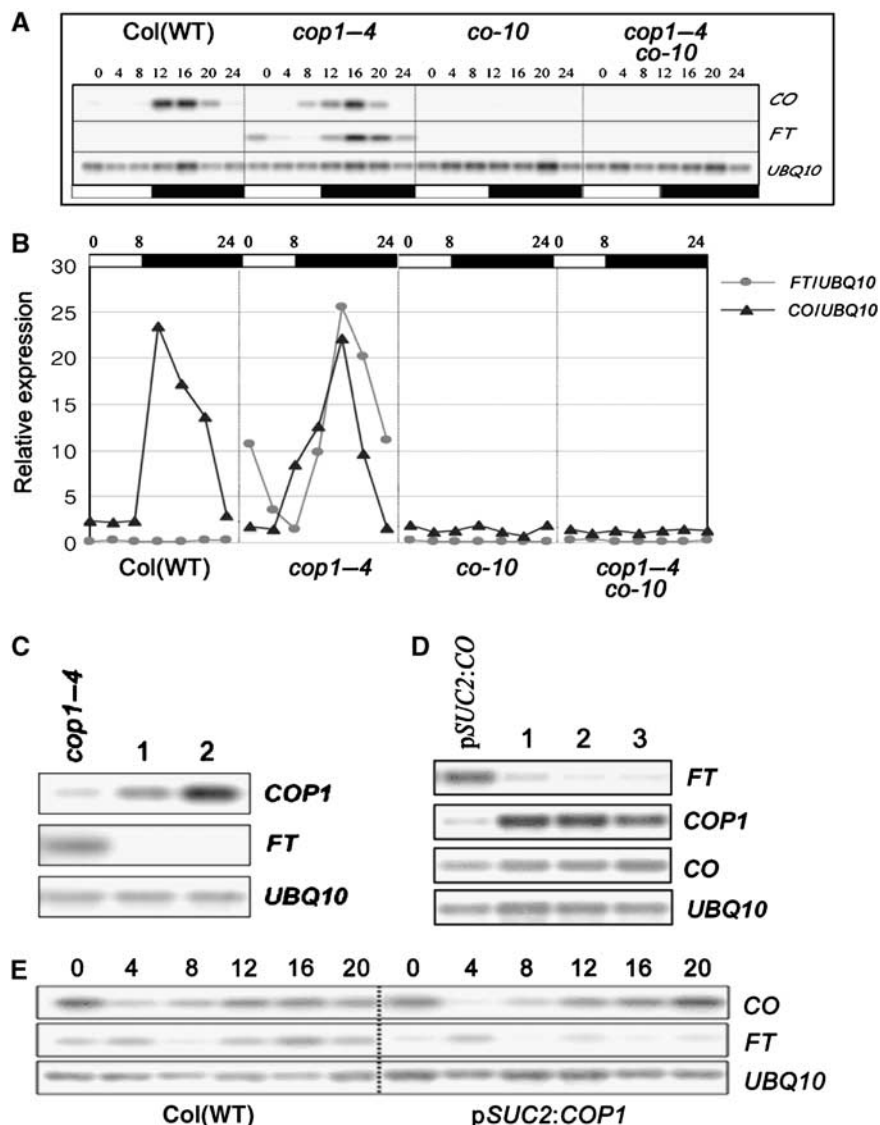 A
Col(WT) cop1–4 co-10 cop1–4 co-10
0 4 8 12 16 20 24 0 4 8 12 16 20 24 0 4 8 12 16 20 24 0 4 8 12 16 20 24
CO
FT
UBQ10
B
0 8 24 0 8 24 0 8 24 0 8 24
30
25
20
15
10
5
0
Relative expression
FT/UBQ10
CO/UBQ10
Col(WT) cop1–4 co-10 cop1–4 co-10
C
cop1–4 1 2
COP1
FT
UBQ10
D
pSUC2:CO 1 2 3
FT
COP1
CO
UBQ10
E
0 4 8 12 16 20 0 4 8 12 16 20
CO
FT
UBQ10
Col(WT) pSUC2:COP1